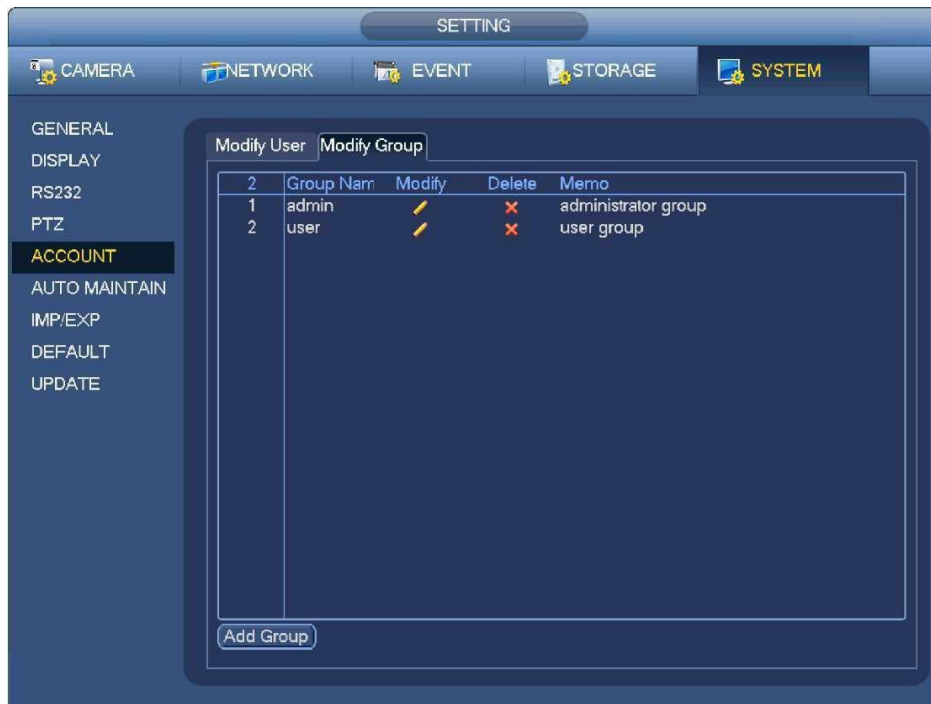 SETTING
CAMERA NETWORK EVENT STORAGE SYSTEM
GENERAL
DISPLAY
RS232
PTZ
ACCOUNT
AUTO MAINTAIN
IMP/EXP
DEFAULT
UPDATE
Modify User Modify Group
2 Group Nam Modify Delete Memo
1 admin administrator group
2 user user group
Add Group